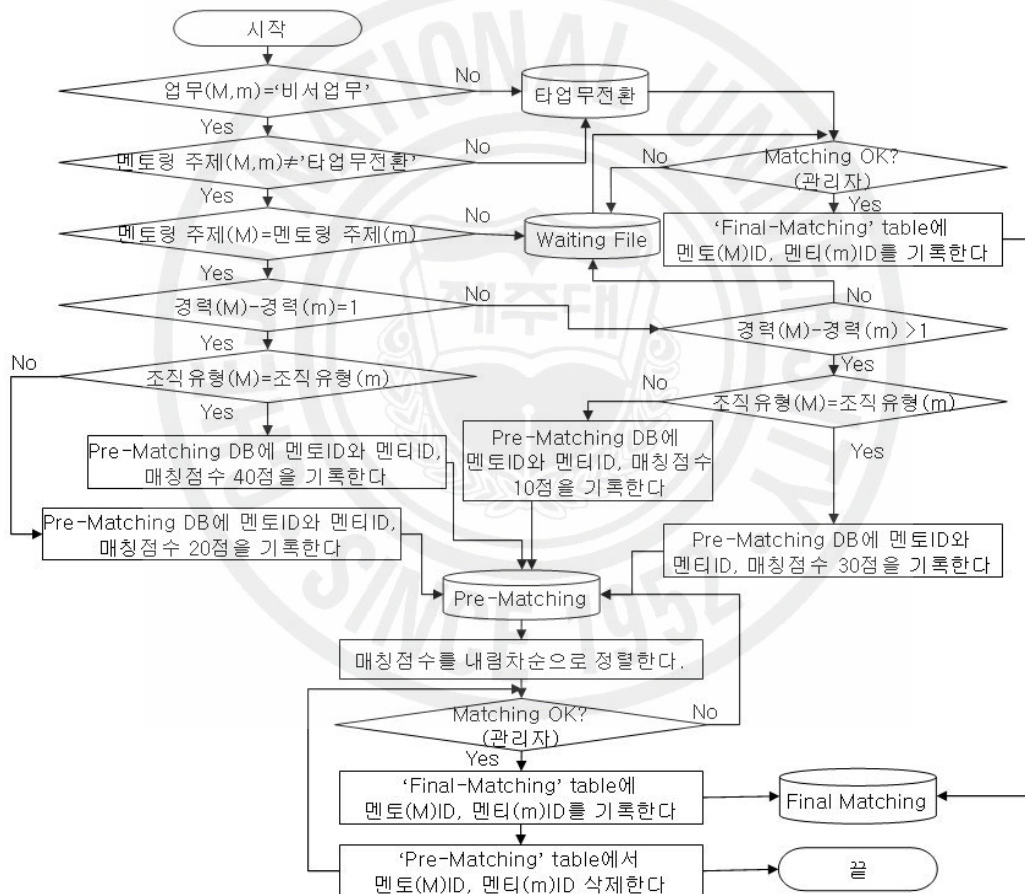 시작
업무(M,m)=‘비서업무’
No
타업무전환
Yes
멘토링 주제(M,m)≠’타업무전환’
No
No
Matching OK?
(관리자)
Yes
Yes
멘토링 주제(M)=멘토링 주제(m)
No
Waiting File
‘Final-Matching’ table에
멘토(M)ID, 멘티(m)ID를 기록한다
Yes
경력(M)-경력(m)=1
No
No
경력(M)-경력(m) >1
Yes
Yes
No
조직유형(M)=조직유형(m)
No
조직유형(M)=조직유형(m)
Yes
Yes
Pre-Matching DB에 멘토ID와 멘티ID,
매칭점수 40점을 기록한다
Pre-Matching DB에
멘토ID와 멘티ID, 매칭점수
10점을 기록한다
Pre-Matching DB에 멘토ID와 멘티ID,
매칭점수 20점을 기록한다
Pre-Matching DB에 멘토ID와
멘티ID, 매칭점수 30점을 기록한다
Pre-Matching
매칭점수를 내림차순으로 정렬한다.
Matching OK?
(관리자)
No
Yes
‘Final-Matching’ table에
멘토(M)ID, 멘티(m)ID를 기록한다
Final Matching
‘Pre-Matching’ table에서
멘토(M)ID, 멘티(m)ID 삭제한다
끝
NATIONAL UNIVERSITY
제주대
SINCE 1952